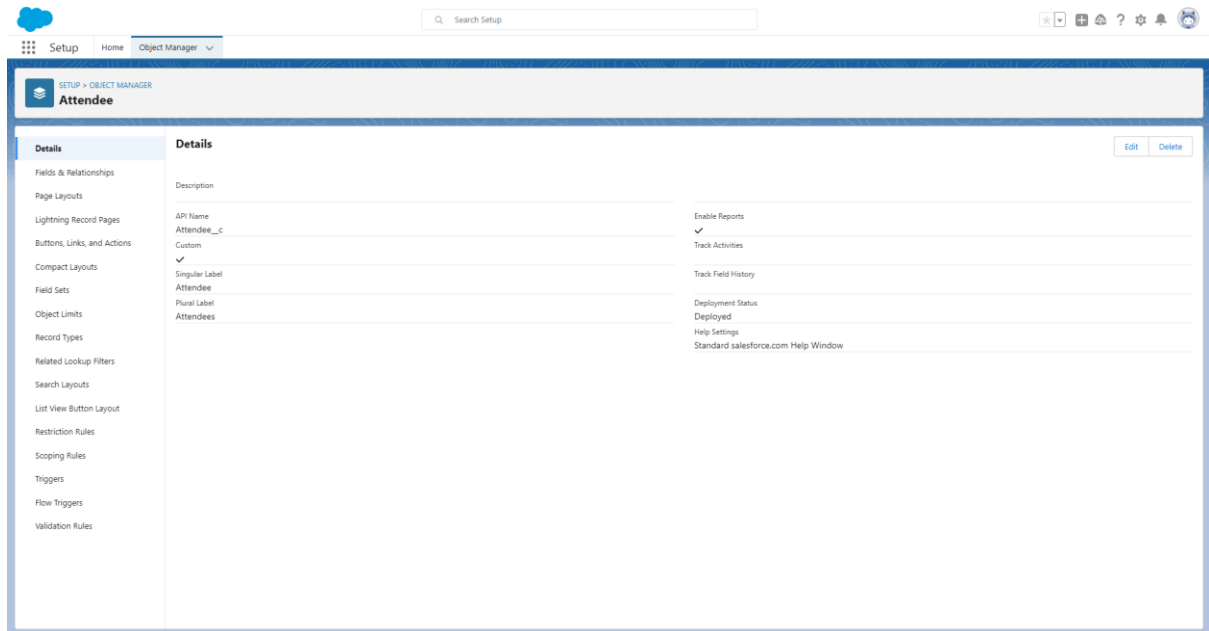 Search Setup
Setup
Home
Object Manager
SETUP > OBJECT MANAGER
Attendee
Details
Fields & Relationships
Page Layouts
Lightning Record Pages
Buttons, Links, and Actions
Compact Layouts
Field Sets
Object Limits
Record Types
Related Lookup Filters
Search Layouts
List View Button Layout
Restriction Rules
Scoping Rules
Triggers
Flow Triggers
Validation Rules
Details
Edit
Delete
Description
API Name
Attendee__c
Custom
Singular Label
Attendee
Plural Label
Attendees
Enable Reports
Track Activities
Track Field History
Deployment Status
Deployed
Help Settings
Standard salesforce.com Help Window